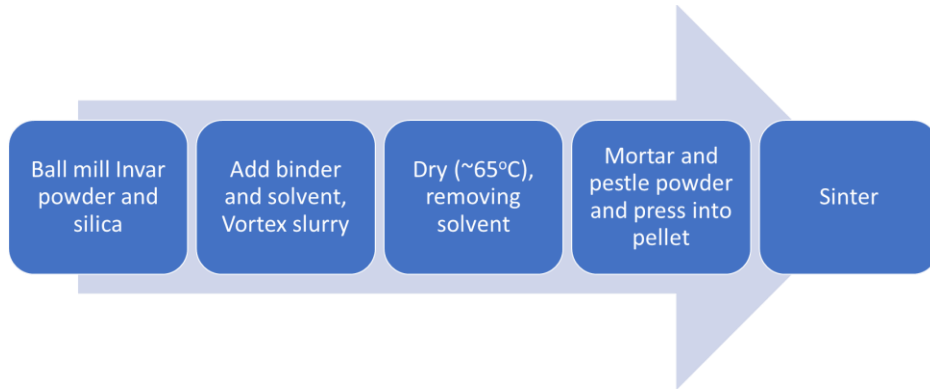 Ball mill Invar
powder and
silica
Add binder
and solvent,
Vortex slurry
Dry (~65°C),
removing
solvent
Mortar and
pestle powder
and press into
pellet
Sinter